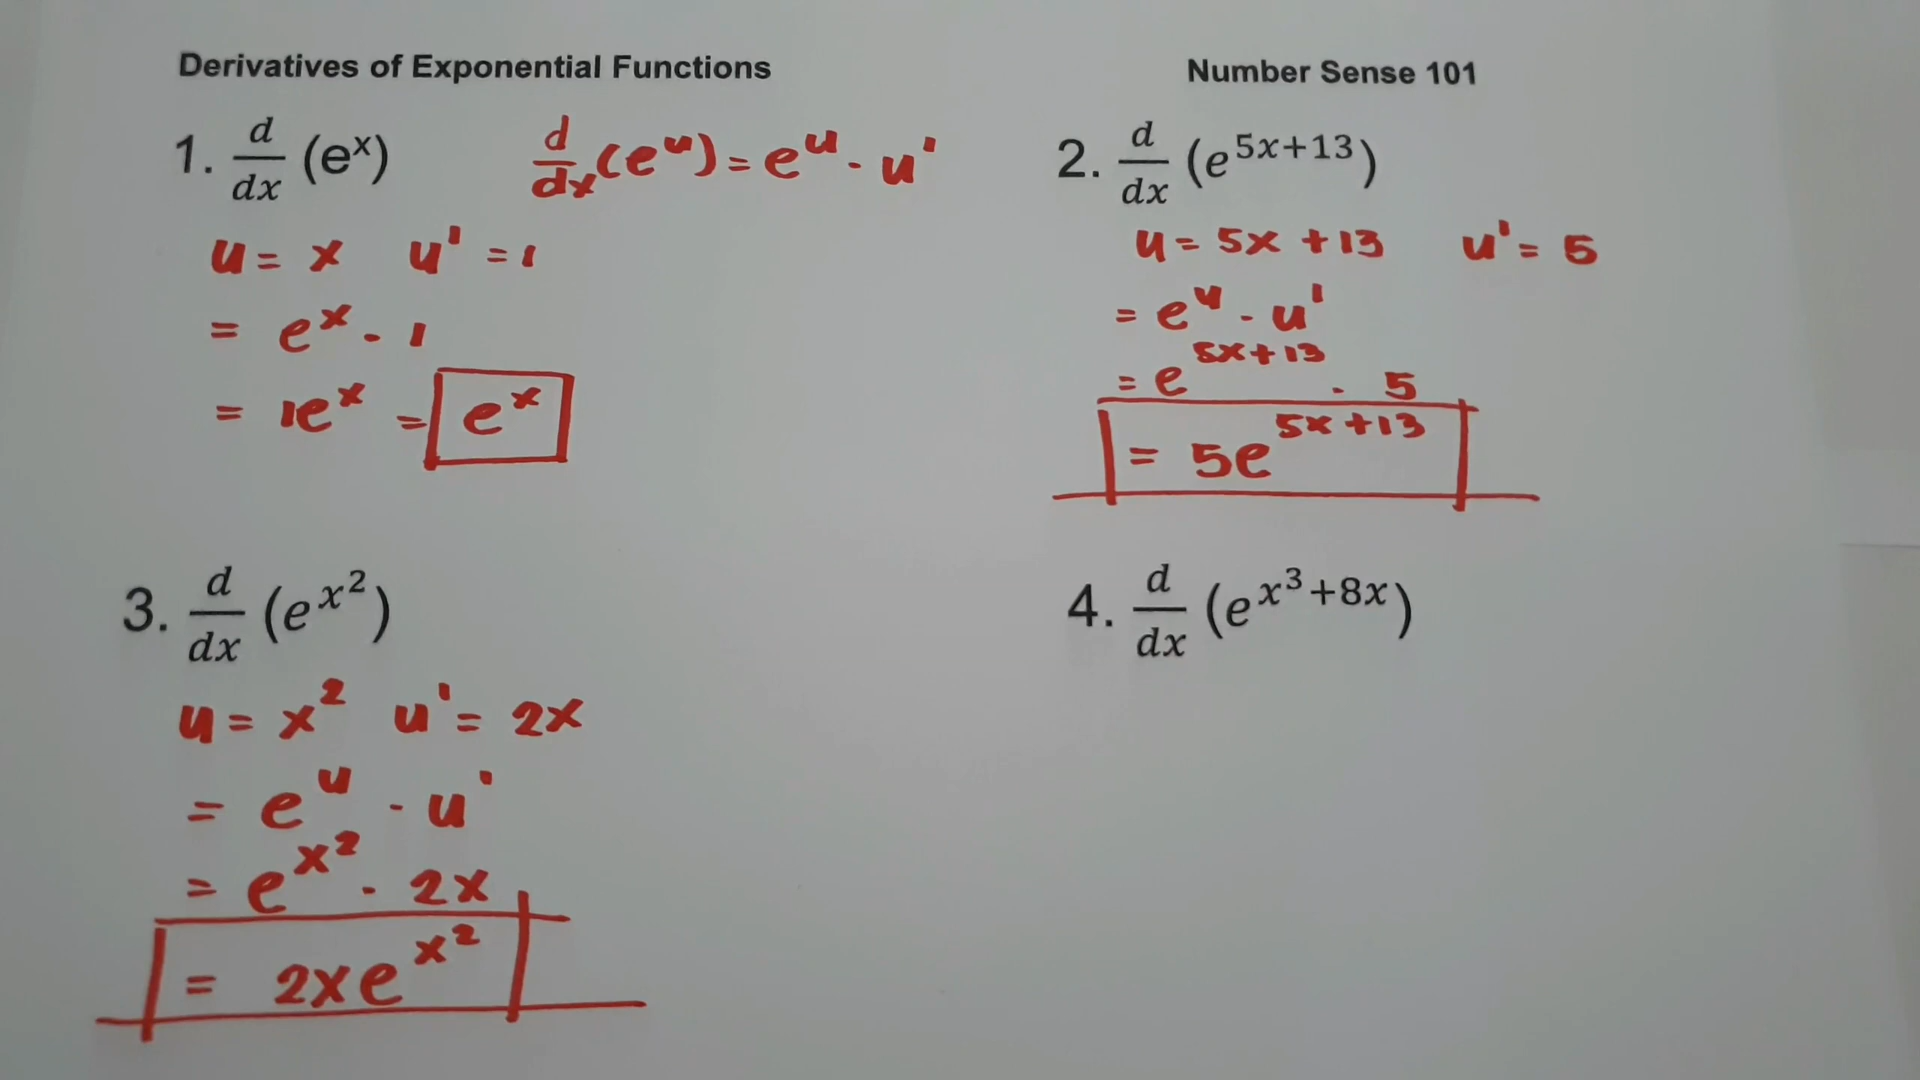 Derivatives of Exponential Functions
Number Sense 101
1. d/dx (e^x)
d/dx (e^u) = e^u · u'
u = x u' = 1
= e^x · 1
= 1e^x = e^x
2. d/dx (e^{5x+13})
u = 5x + 13 u' = 5
= e^u · u'
= e^{5x+13} · 5
= 5e^{5x+13}
3. d/dx (e^{x^2})
u = x^2 u' = 2x
= e^u · u'
= e^{x^2} · 2x
= 2xe^{x^2}
4. d/dx (e^{x^3+8x})